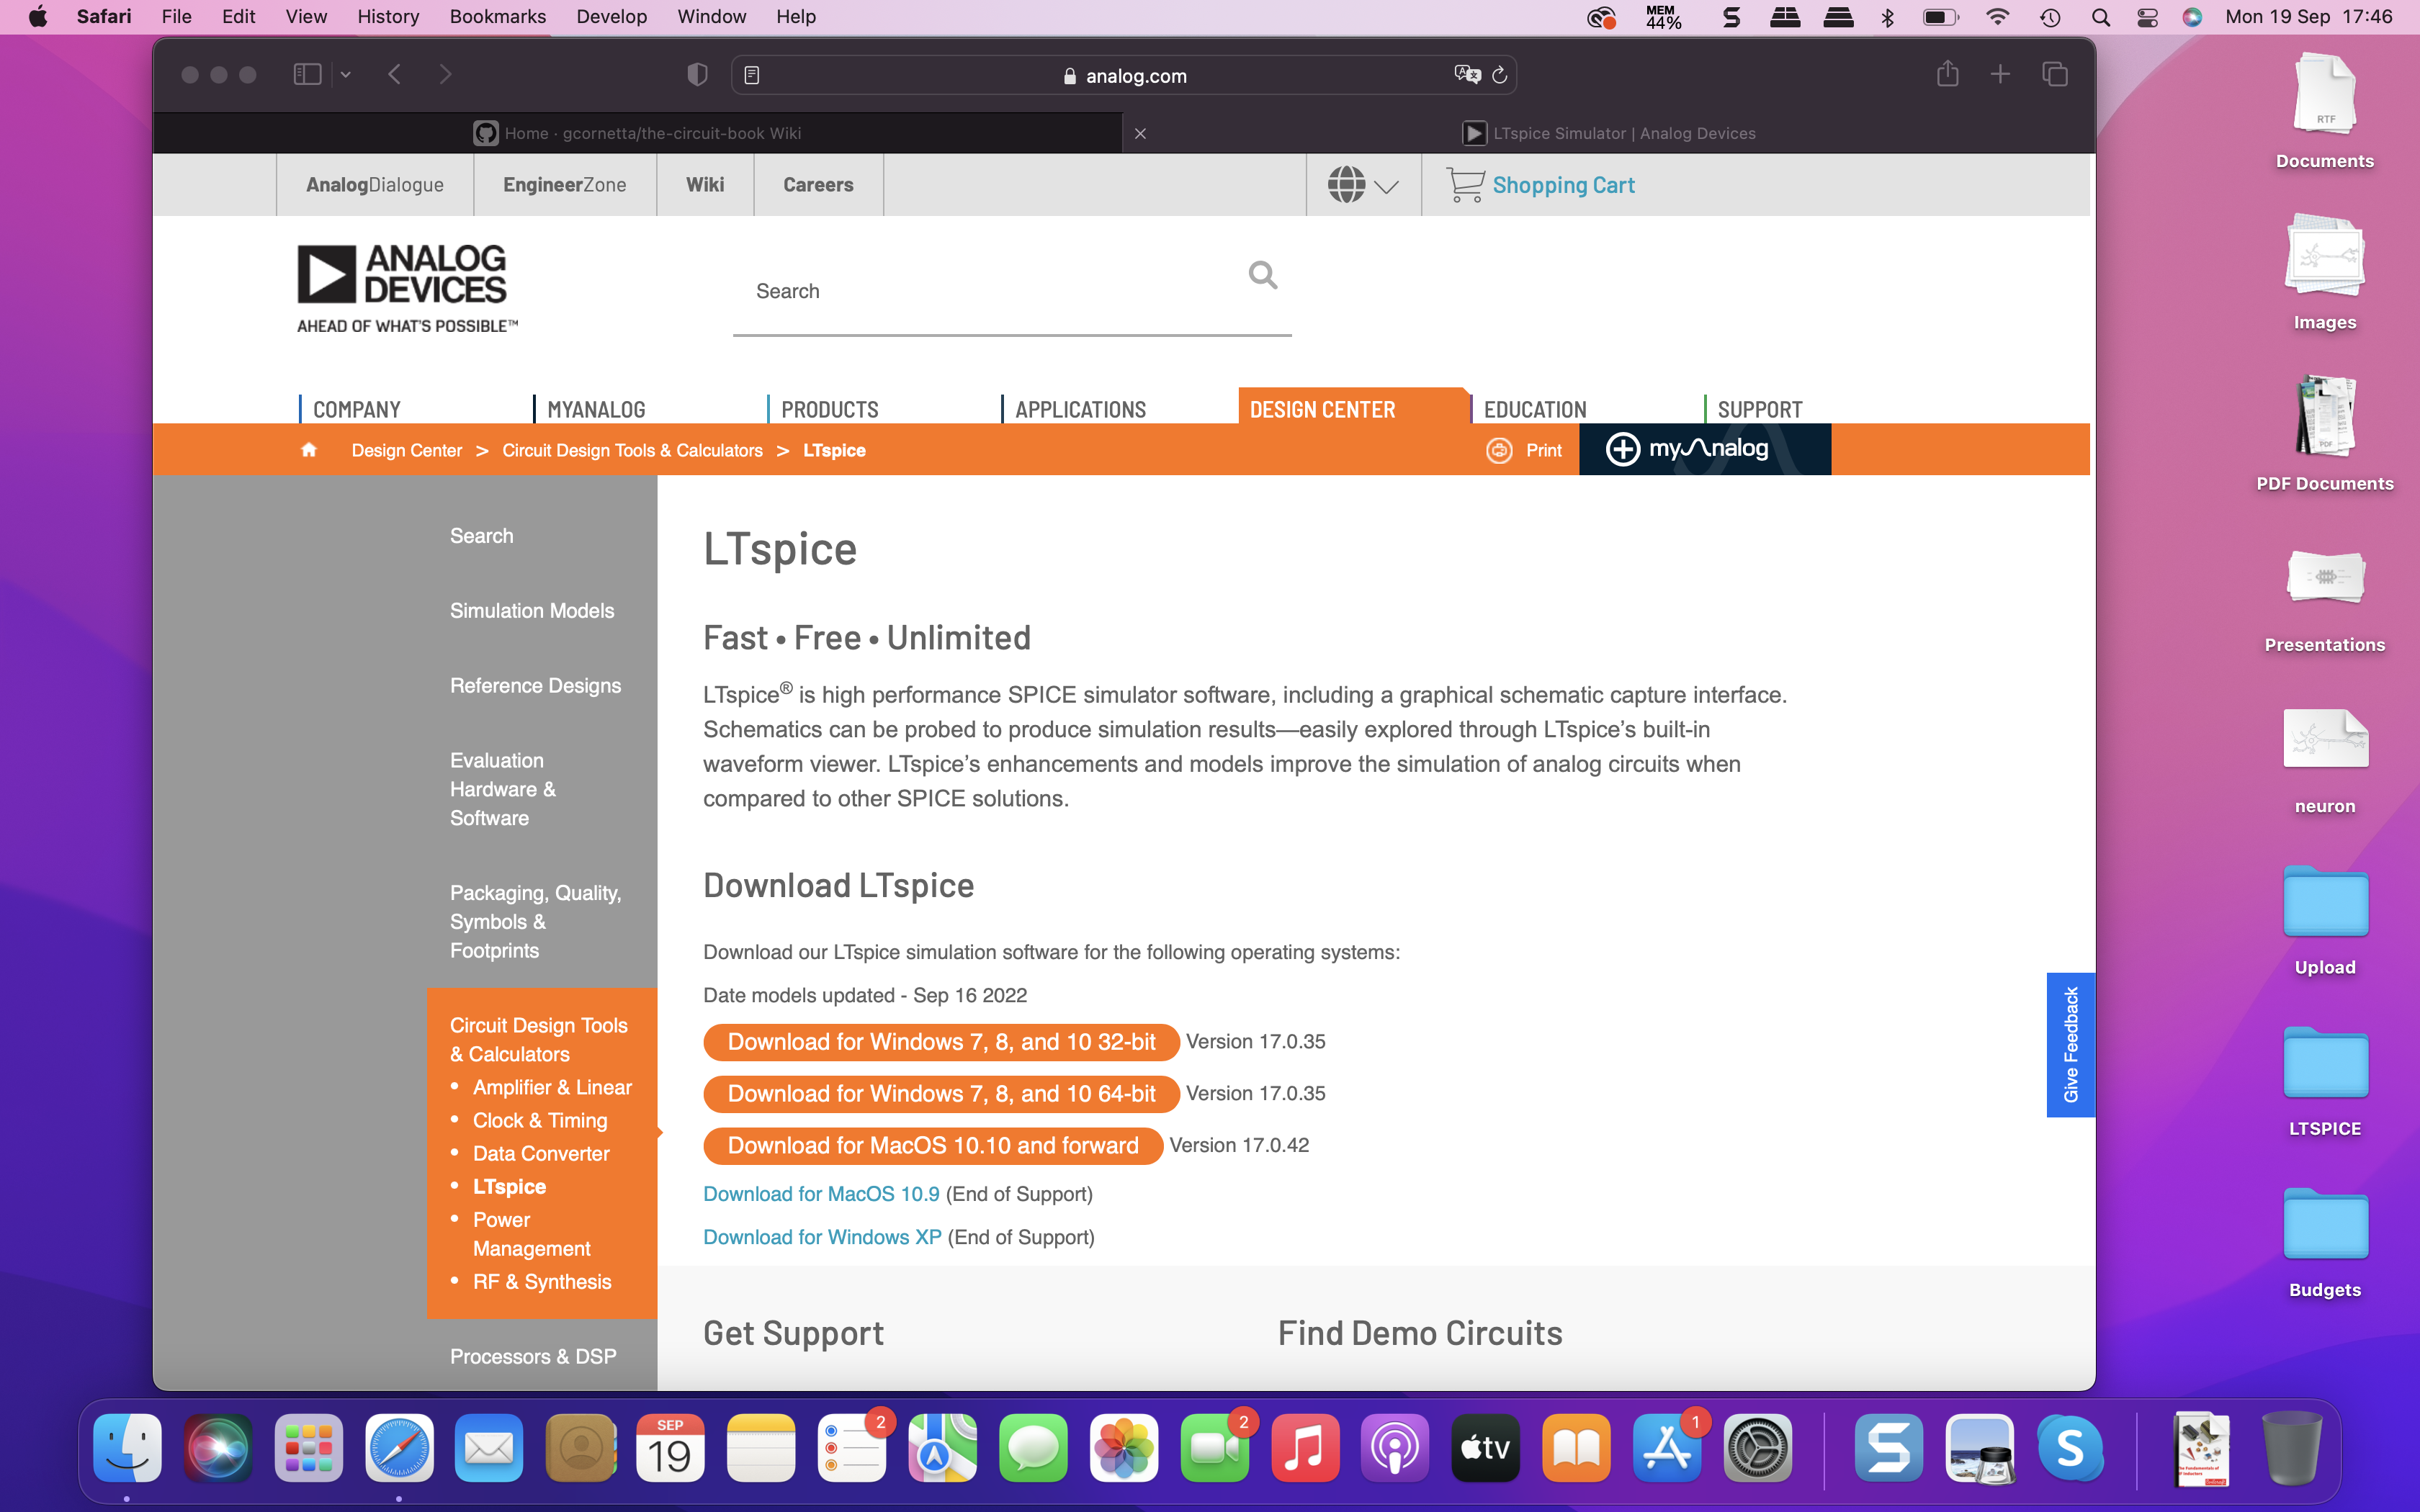 Safari File Edit View History Bookmarks Develop Window Help MEM 44% Mon 19 Sep 17:46
analog.com
Home · gcornetta/the-circuit-book Wiki
LTspice Simulator | Analog Devices
AnalogDialogue EngineerZone Wiki Careers Shopping Cart
ANALOG
DEVICES
AHEAD OF WHAT'S POSSIBLE™
Search
COMPANY MYANALOG PRODUCTS APPLICATIONS DESIGN CENTER EDUCATION SUPPORT
Design Center > Circuit Design Tools & Calculators > LTspice Print myAnalog
Search
Simulation Models
Reference Designs
Evaluation
Hardware &
Software
Packaging, Quality,
Symbols &
Footprints
Circuit Design Tools
& Calculators
• Amplifier & Linear
• Clock & Timing
• Data Converter
• LTspice
• Power
Management
• RF & Synthesis
Processors & DSP
LTspice
Fast • Free • Unlimited
LTspice® is high performance SPICE simulator software, including a graphical schematic capture interface.
Schematics can be probed to produce simulation results—easily explored through LTspice’s built-in
waveform viewer. LTspice’s enhancements and models improve the simulation of analog circuits when
compared to other SPICE solutions.
Download LTspice
Download our LTspice simulation software for the following operating systems:
Date models updated - Sep 16 2022
Download for Windows 7, 8, and 10 32-bit Version 17.0.35
Download for Windows 7, 8, and 10 64-bit Version 17.0.35
Download for MacOS 10.10 and forward Version 17.0.42
Download for MacOS 10.9 (End of Support)
Download for Windows XP (End of Support)
Get Support
Find Demo Circuits
Give Feedback
RTF
Documents
Images
PDF
PDF Documents
Presentations
neuron
Upload
LTSPICE
Budgets
SEP
19
2
2
tv
1